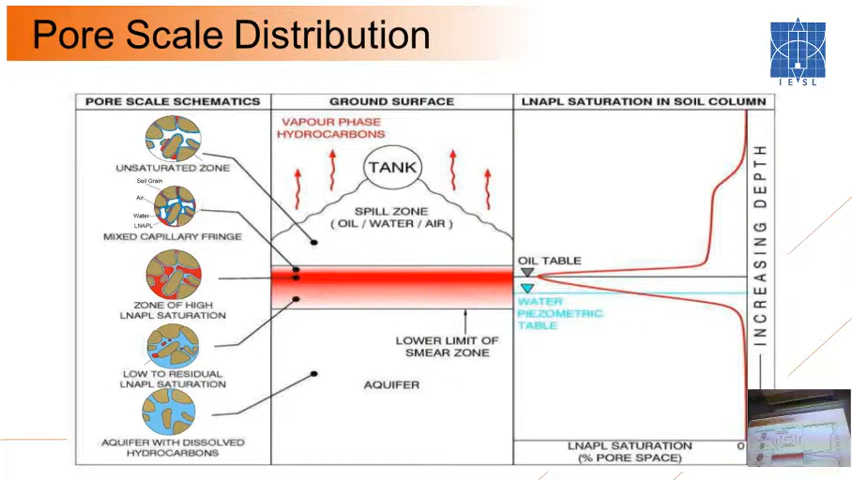 Pore Scale Distribution
IESL
PORE SCALE SCHEMATICS
GROUND SURFACE
LNAPL SATURATION IN SOIL COLUMN
UNSATURATED ZONE
Soil Grain
Air
Water
LNAPL
MIXED CAPILLARY FRINGE
ZONE OF HIGH
LNAPL SATURATION
LOW TO RESIDUAL
LNAPL SATURATION
AQUIFER WITH DISSOLVED
HYDROCARBONS
VAPOUR PHASE
HYDROCARBONS
TANK
SPILL ZONE
( OIL / WATER / AIR )
LOWER LIMIT OF
SMEAR ZONE
AQUIFER
OIL TABLE
WATER
PIEZOMETRIC
TABLE
INCREASING DEPTH
LNAPL SATURATION
(% PORE SPACE)
0